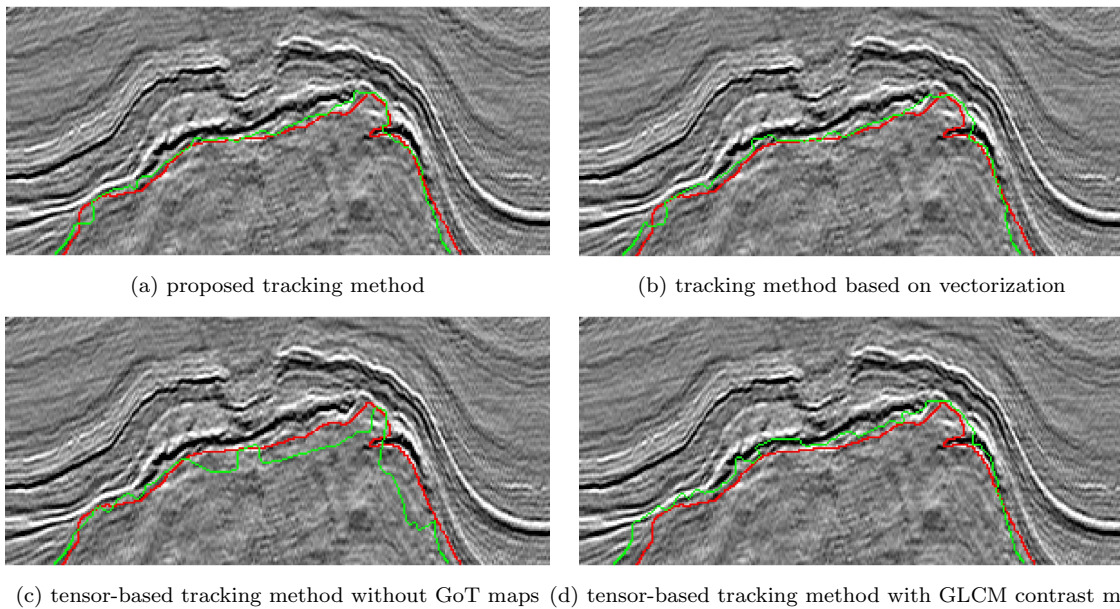 (a) proposed tracking method
(b) tracking method based on vectorization
(c) tensor-based tracking method without GoT maps
(d) tensor-based tracking method with GLCM contrast m